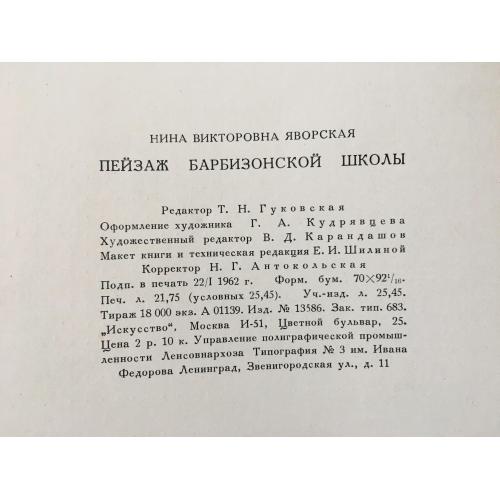 НИНА ВИКТОРОВНА ЯВОРСКАЯ
ПЕЙЗАЖ БАРБИЗОНСКОЙ ШКОЛЫ
Редактор Т. Н. Гуковская
Оформление художника Г. А. Кудрявцева
Художественный редактор В. Д. Карандашов
Макет книги и техническая редакция Е. И. Шилиной
Корректор Н. Г. Антокольская
Подп. в печать 22/I 1962 г. Форм. бум. 70×92¹/₁₆.
Печ. л. 21,75 (условных 25,45). Уч.-изд. л. 25,45.
Тираж 18 000 экз. А 01139. Изд. № 13586. Зак. тип. 683.
„Искусство“, Москва И-51, Цветной бульвар, 25.
Цена 2 р. 10 к. Управление полиграфической промыш-
ленности Ленсовнархоза Типография № 3 им. Ивана
Федорова Ленинград, Звенигородская ул., д. 11